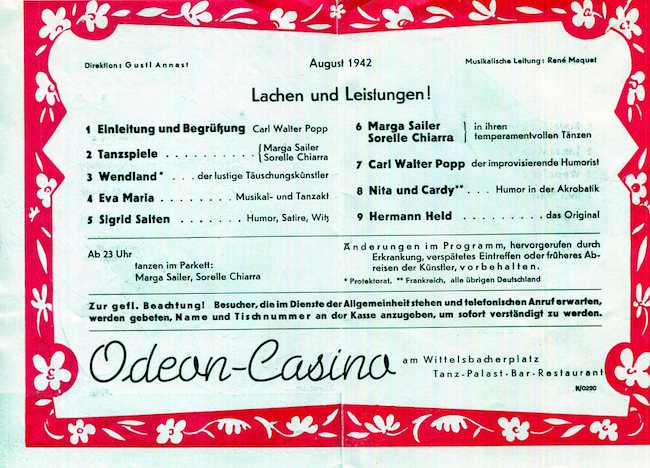 Direktion: Gustl Annast
August 1942
Musikalische Leitung: René Maquet
Lachen und Leistungen!
1 Einleitung und Begrüßung Carl Walter Popp
2 Tanzspiele . . . . . . . . . { Marga Sailer
Sorelle Chiarra
3 Wendland* . . . der lustige Täuschungskünstler
4 Eva Maria . . . . . . . Musikal- und Tanzakt
5 Sigrid Salten . . . . . . . Humor, Satire, Witz
6 Marga Sailer } in ihren
Sorelle Chiarra } temperamentvollen Tänzen
7 Carl Walter Popp der improvisierende Humorist
8 Nita und Cardy** . . . Humor in der Akrobatik
9 Hermann Held . . . . . . . . das Original
Ab 23 Uhr
tanzen im Parkett:
Marga Sailer, Sorelle Chiarra
Änderungen im Programm, hervorgerufen durch
Erkrankung, verspätetes Eintreffen oder früheres Ab-
reisen der Künstler, vorbehalten.
* Protektorat, ** Frankreich, alle übrigen Deutschland
Zur gefl. Beachtung! Besucher, die im Dienste der Allgemeinheit stehen und telefonischen Anruf erwarten,
werden gebeten, Name und Tischnummer an der Kasse anzugeben, um sofort verständigt zu werden.
Odeon-Casino am Wittelsbacherplatz
Tanz-Palast-Bar-Restaurant
K/0220